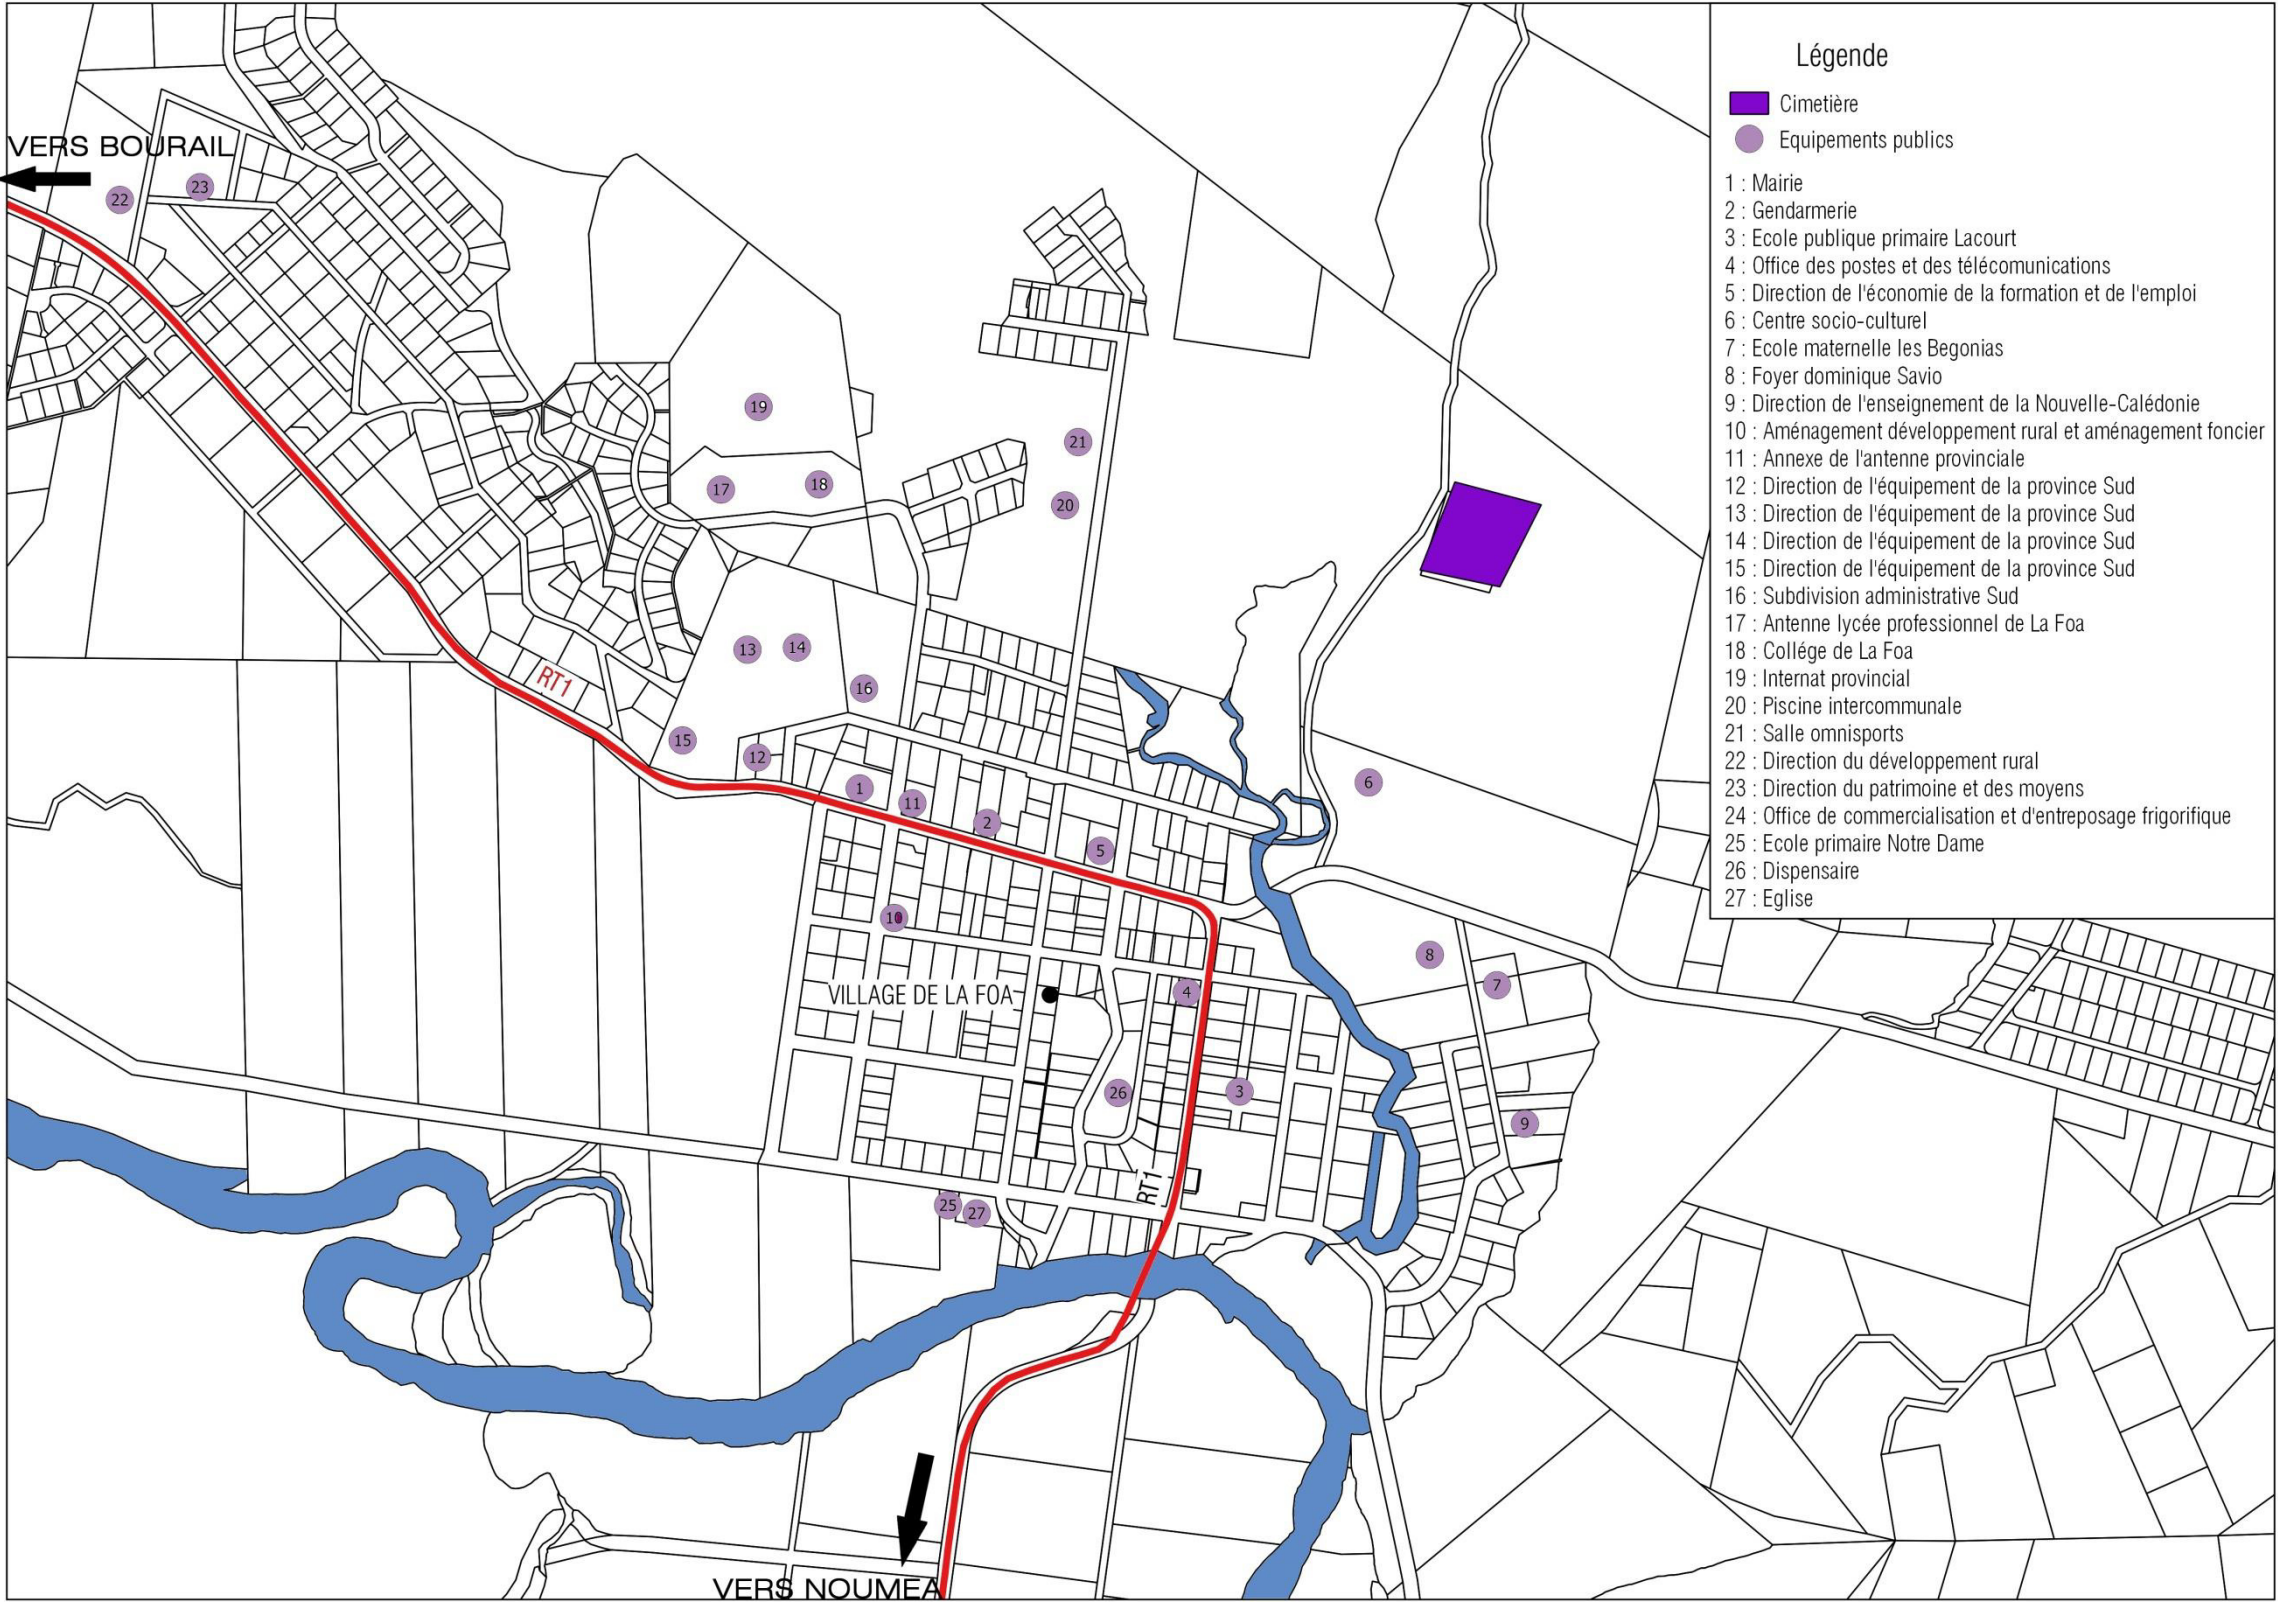 Légende
Cimetière
Equipements publics
1 : Mairie
2 : Gendarmerie
3 : Ecole publique primaire Lacourt
4 : Office des postes et des télécomunications
5 : Direction de l'économie de la formation et de l'emploi
6 : Centre socio-culturel
7 : Ecole maternelle les Begonias
8 : Foyer dominique Savio
9 : Direction de l'enseignement de la Nouvelle-Calédonie
10 : Aménagement développement rural et aménagement foncier
11 : Annexe de l'antenne provinciale
12 : Direction de l'équipement de la province Sud
13 : Direction de l'équipement de la province Sud
14 : Direction de l'équipement de la province Sud
15 : Direction de l'équipement de la province Sud
16 : Subdivision administrative Sud
17 : Antenne lycée professionnel de La Foa
18 : Collége de La Foa
19 : Internat provincial
20 : Piscine intercommunale
21 : Salle omnisports
22 : Direction du développement rural
23 : Direction du patrimoine et des moyens
24 : Office de commercialisation et d'entreposage frigorifique
25 : Ecole primaire Notre Dame
26 : Dispensaire
27 : Eglise
VERS BOURAIL
23
22
19
21
17
18
20
13
14
16
RT1
15
12
6
1
11
2
5
10
8
7
VILLAGE DE LA FOA
4
26
3
9
RT1
25
27
VERS NOUMEA